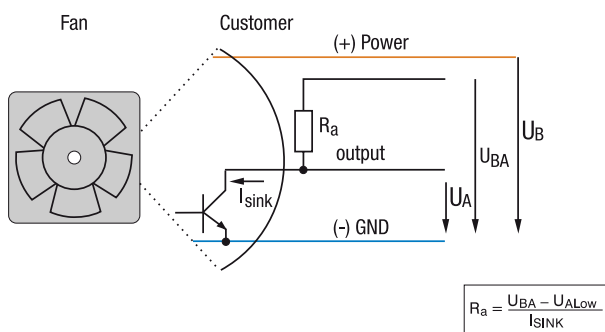 Fan
Customer
(+) Power
Ra
output
Isink
UA
UBA
UB
(-) GND
Ra = UBA – UALow
ISINK